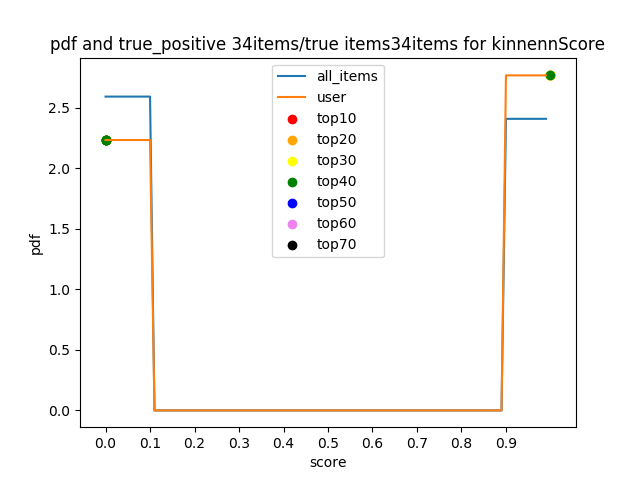 pdf and true_positive 34items/true items34items for kinnennScore
all_items
user
top10
top20
top30
top40
top50
top60
top70
pdf
2.5
2.0
1.5
1.0
0.5
0.0
0.0 0.1 0.2 0.3 0.4 0.5 0.6 0.7 0.8 0.9
score